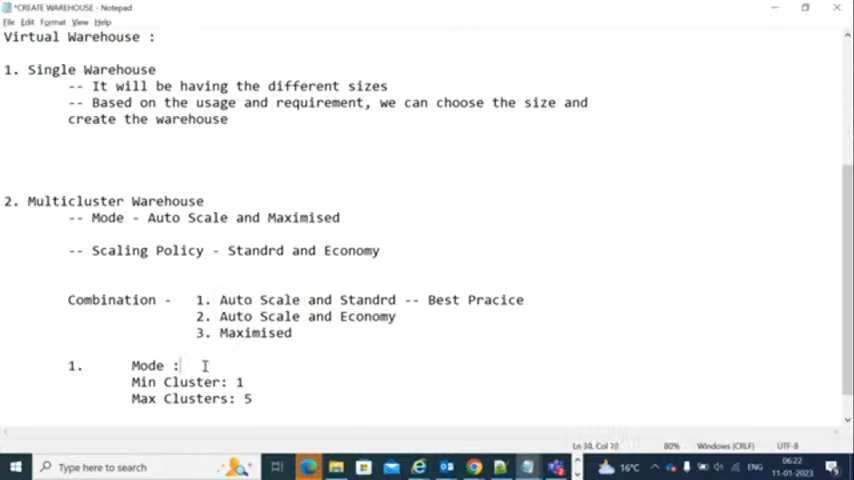 *CREATE WAREHOUSE - Notepad
File Edit Format View Help
Virtual Warehouse :
1. Single Warehouse
-- It will be having the different sizes
-- Based on the usage and requirement, we can choose the size and
create the warehouse
2. Multicluster Warehouse
-- Mode - Auto Scale and Maximised
-- Scaling Policy - Standrd and Economy
Combination - 1. Auto Scale and Standrd -- Best Pracice
2. Auto Scale and Economy
3. Maximised
1. Mode :
Min Cluster: 1
Max Clusters: 5
Ln 30, Col 20 80% Windows (CRLF) UTF-8
Type here to search
16°C ENG 06:22
11-01-2023